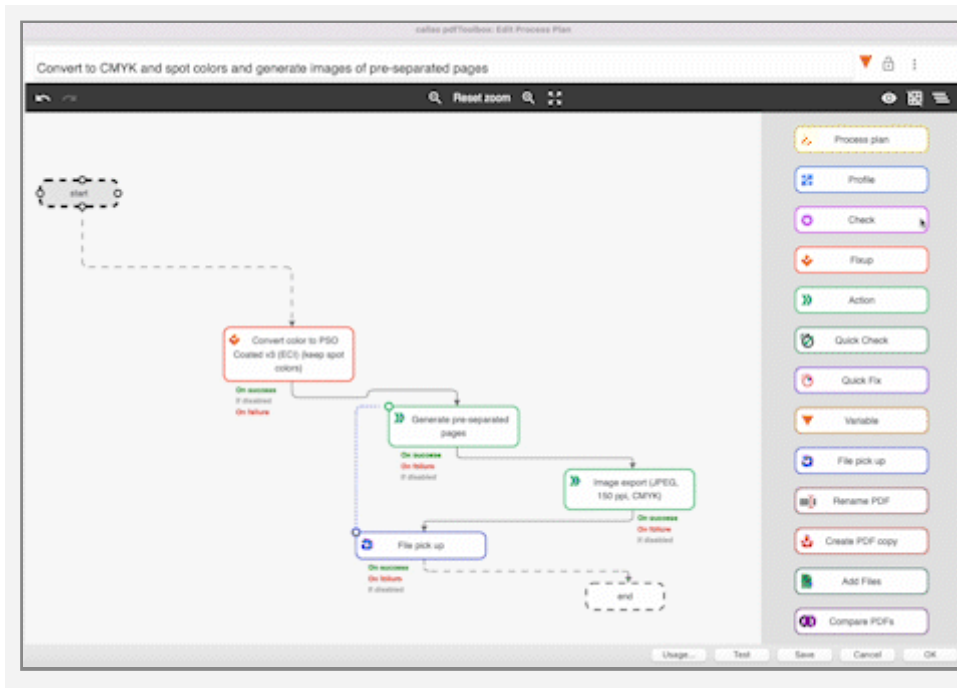 callas pdfToolbox: Edit Process Plan
Convert to CMYK and spot colors and generate images of pre-separated pages
Reset zoom
start
Convert color to PSO
Coated v3 (ECI) (keep spot
colors)
On success
If disabled
On failure
Generate pre-separated
pages
On success
On failure
If disabled
Image export (JPEG,
150 ppi, CMYK)
On success
On failure
If disabled
File pick up
On success
On failure
If disabled
end
Process plan
Profile
Check
Fixup
Action
Quick Check
Quick Fix
Variable
File pick up
Rename PDF
Create PDF copy
Add Files
Compare PDFs
Usage...
Test
Save
Cancel
OK